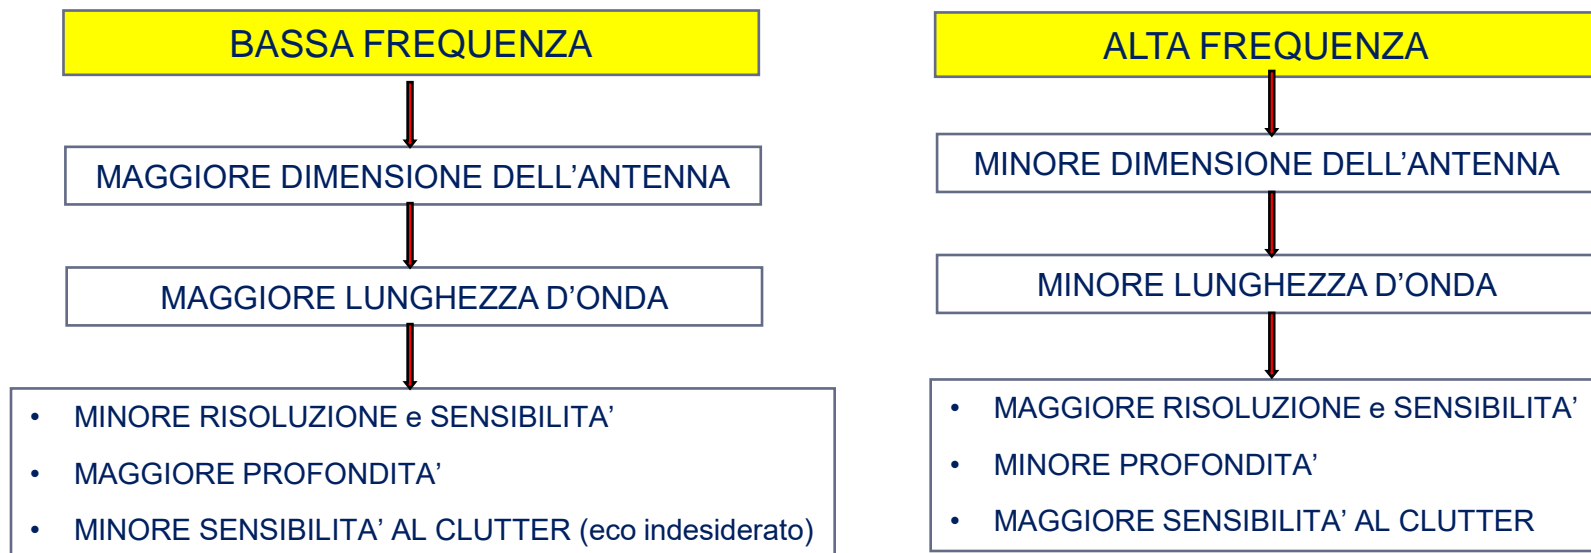 BASSA FREQUENZA
MAGGIORE DIMENSIONE DELL'ANTENNA
MAGGIORE LUNGHEZZA D'ONDA
• MINORE RISOLUZIONE e SENSIBILITA'
• MAGGIORE PROFONDITA'
• MINORE SENSIBILITA' AL CLUTTER (eco indesiderato)
ALTA FREQUENZA
MINORE DIMENSIONE DELL'ANTENNA
MINORE LUNGHEZZA D'ONDA
• MAGGIORE RISOLUZIONE e SENSIBILITA'
• MINORE PROFONDITA'
• MAGGIORE SENSIBILITA' AL CLUTTER